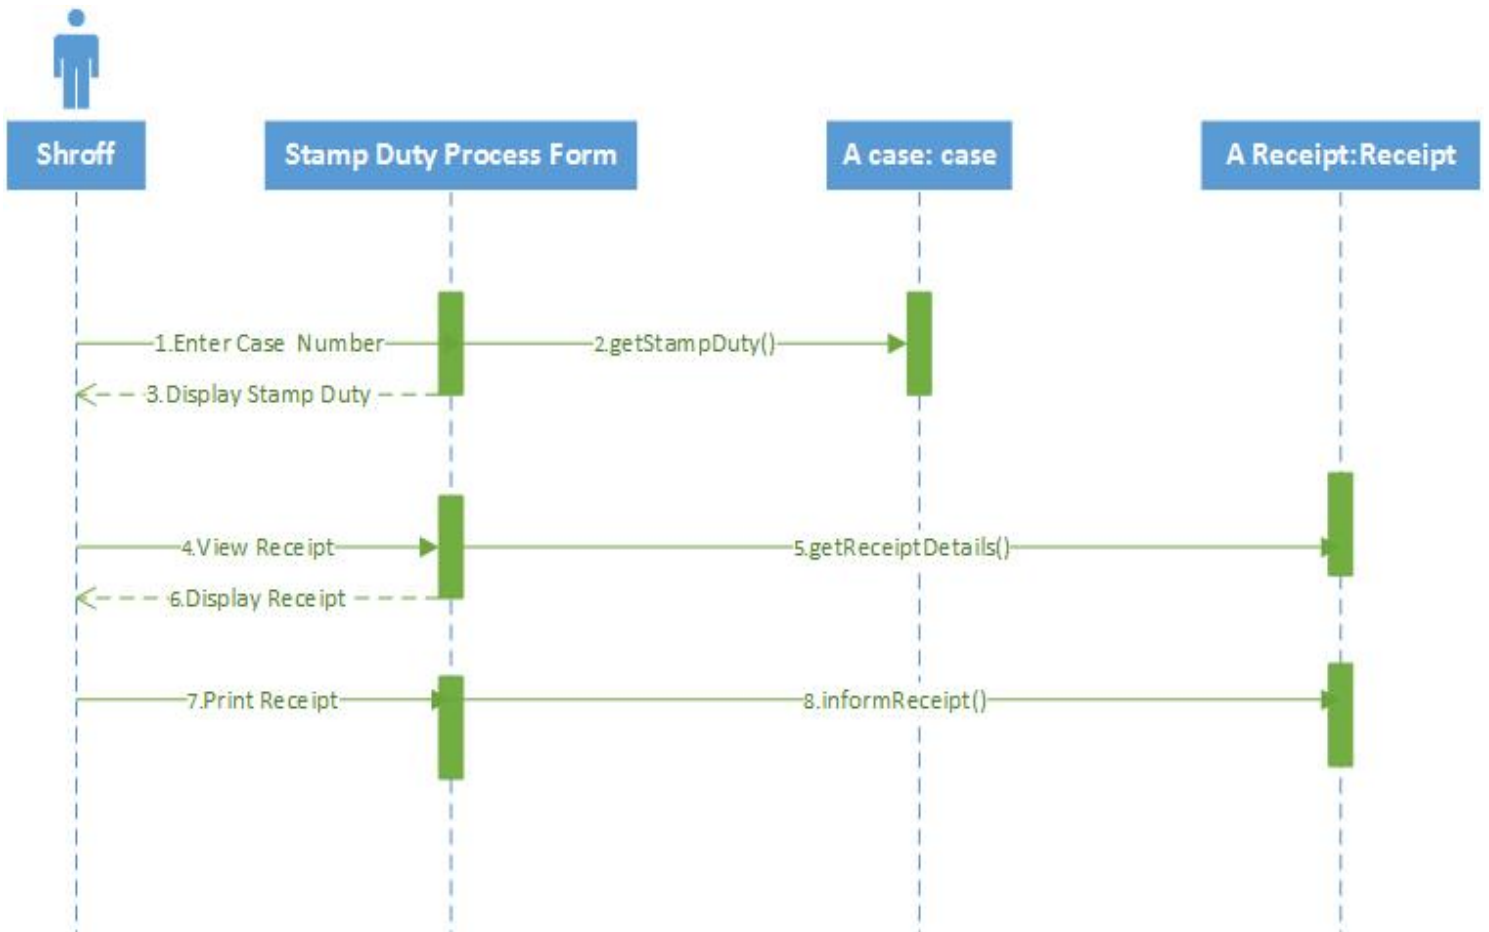 Shroff
Stamp Duty Process Form
A case: case
A Receipt:Receipt
1.Enter Case Number
2.getStampDuty()
3.Display Stamp Duty
4.View Receipt
5.getReceiptDetails()
6.Display Receipt
7.Print Receipt
8.informReceipt()